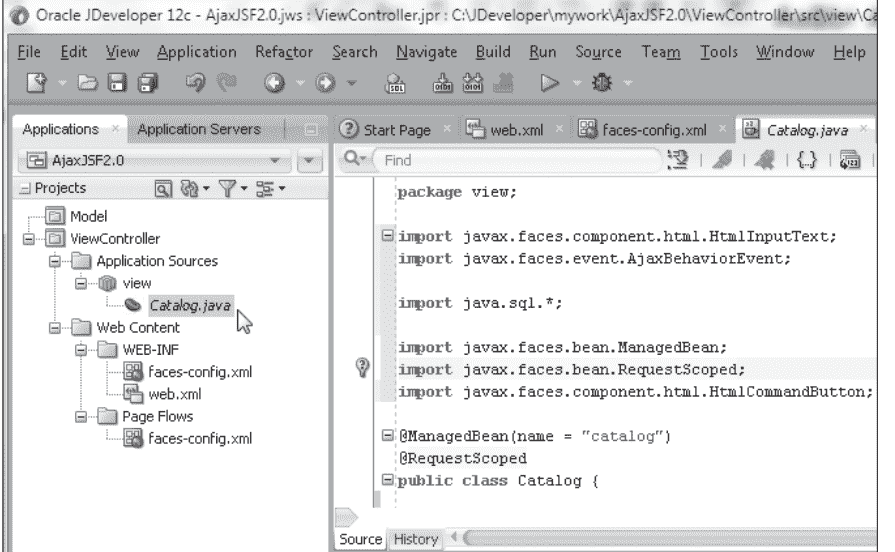 Oracle JDeveloper 12c - AjaxJSF2.0.jws : ViewController.jpr : C:\JDeveloper\mywork\AjaxJSF2.0\ViewController\src\view\Ca
File Edit View Application Refactor Search Navigate Build Run Source Team Tools Window Help
Applications Application Servers
Start Page web.xml faces-config.xml Catalog.java
AjaxJSF2.0
Find
Projects
Model
ViewController
Application Sources
view
Catalog.java
Web Content
WEB-INF
faces-config.xml
web.xml
Page Flows
faces-config.xml
package view;
import javax.faces.component.html.HtmlInputText;
import javax.faces.event.AjaxBehaviorEvent;
import java.sql.*;
import javax.faces.bean.ManagedBean;
import javax.faces.bean.RequestScoped;
import javax.faces.component.html.HtmlCommandButton;
@ManagedBean(name = "catalog")
@RequestScoped
public class Catalog {
Source History